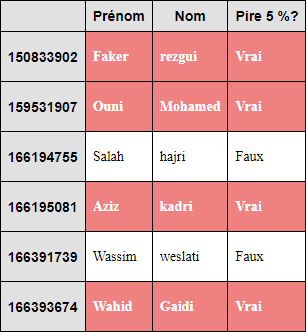 Prénom Nom Pire 5 %?
150833902 Faker rezgui Vrai
159531907 Ouni Mohamed Vrai
166194755 Salah hajri Faux
166195081 Aziz kadri Vrai
166391739 Wassim weslati Faux
166393674 Wahid Gaidi Vrai